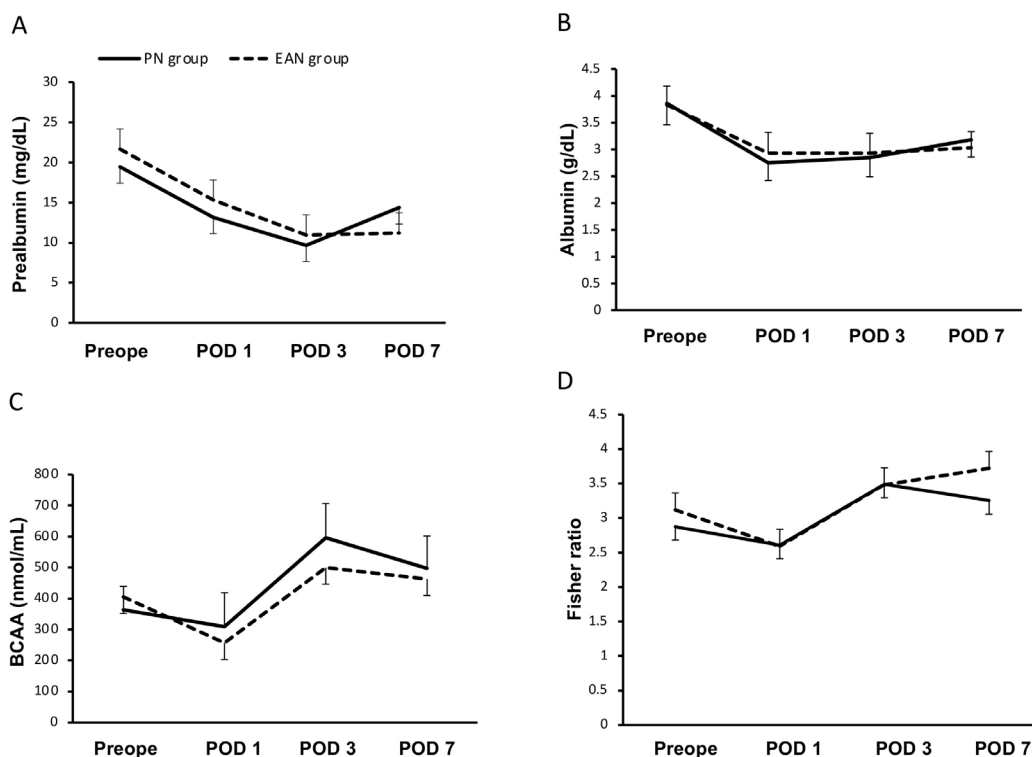 A
PN group
EAN group
30
25
20
15
10
5
0
Prealbumin (mg/dL)
Preope POD 1 POD 3 POD 7
B
4.5
4
3.5
3
2.5
2
1.5
1
0.5
0
Albumin (g/dL)
Preope POD 1 POD 3 POD 7
C
800
700
600
500
400
300
200
100
0
BCAA (nmol/mL)
Preope POD 1 POD 3 POD 7
D
4.5
4
3.5
3
2.5
2
1.5
1
0.5
0
Fisher ratio
Preope POD 1 POD 3 POD 7